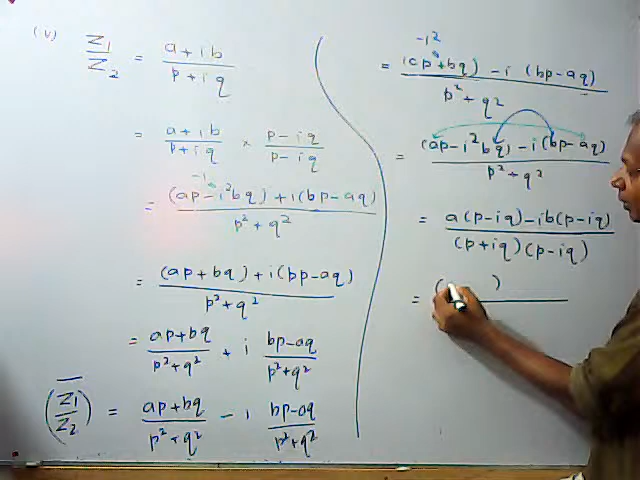 (v) Z₁/Z₂ = (a+ib)/(p+iq)
= (a+ib)/(p+iq) × (p-iq)/(p-iq)
-1
= ((ap-i²bq)+i(bp-aq))/(p²+q²)
= ((ap+bq)+i(bp-aq))/(p²+q²)
= (ap+bq)/(p²+q²) + i (bp-aq)/(p²+q²)
(Z̅₁/Z₂) = (ap+bq)/(p²+q²) - i (bp-aq)/(p²+q²)
-i²
= ((ap+bq) -i (bp-aq))/(p²+q²)
= ((ap-i²bq)-i(bp-aq))/(p²+q²)
= (a(p-iq)-ib(p-iq))/((p+iq)(p-iq))
= ( )